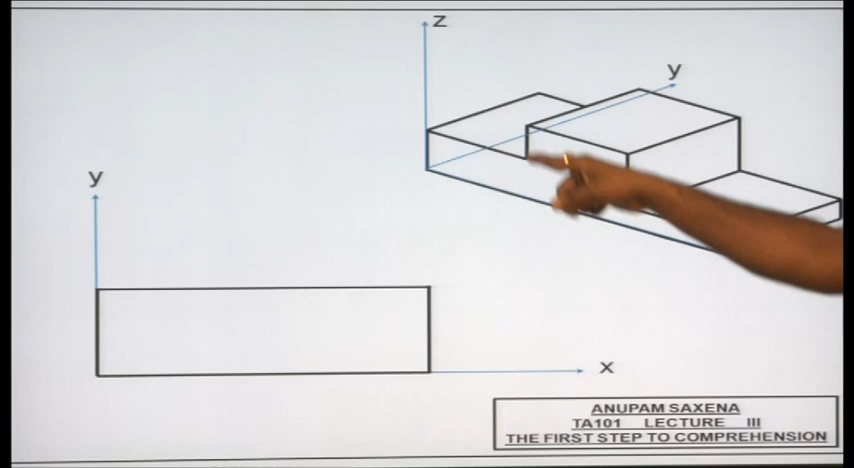 z
y
y
x
ANUPAM SAXENA
TA101 LECTURE III
THE FIRST STEP TO COMPREHENSION